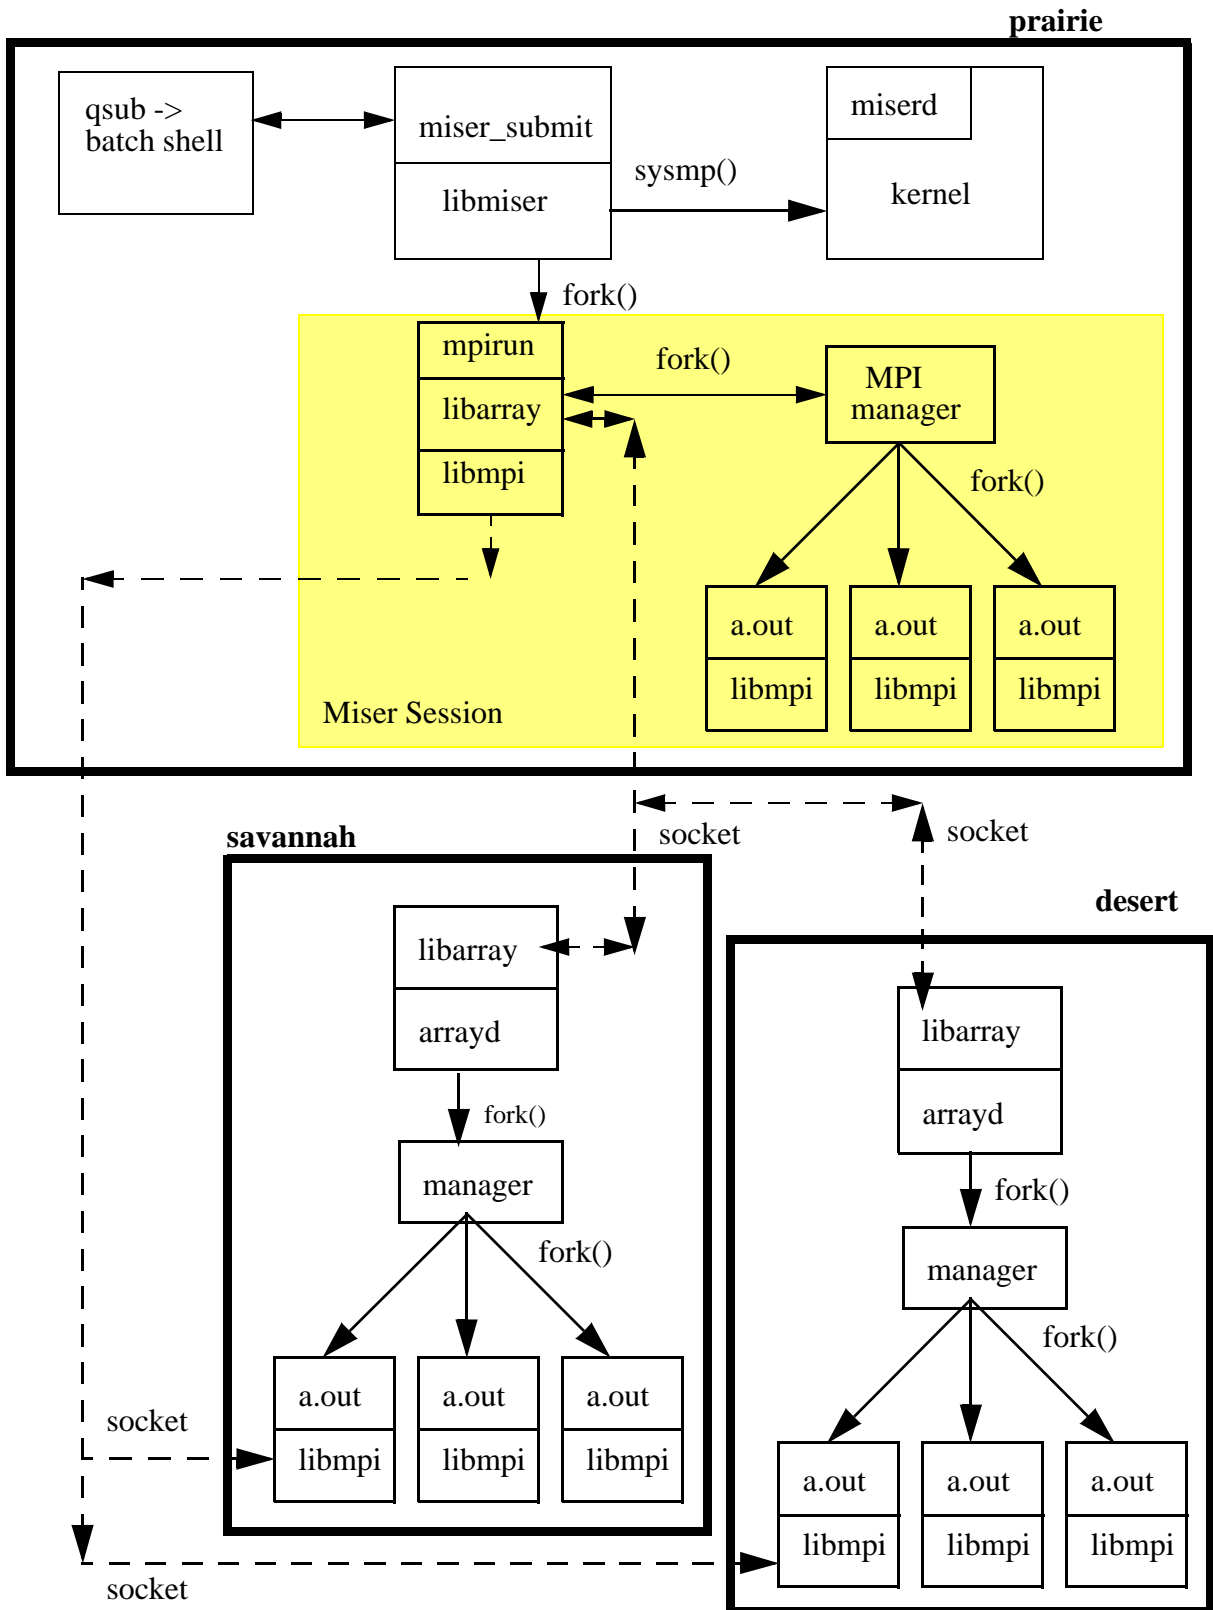 prairie
qsub ->
batch shell
miser_submit
libmiser
sysmp()
miserd
kernel
fork()
mpirun
libarray
libmpi
fork()
MPI
manager
fork()
a.out
a.out
a.out
libmpi
libmpi
libmpi
Miser Session
socket
socket
savannah
libarray
arrayd
fork()
manager
fork()
a.out
a.out
a.out
libmpi
libmpi
libmpi
desert
libarray
arrayd
fork()
manager
fork()
a.out
a.out
a.out
libmpi
libmpi
libmpi
socket
socket